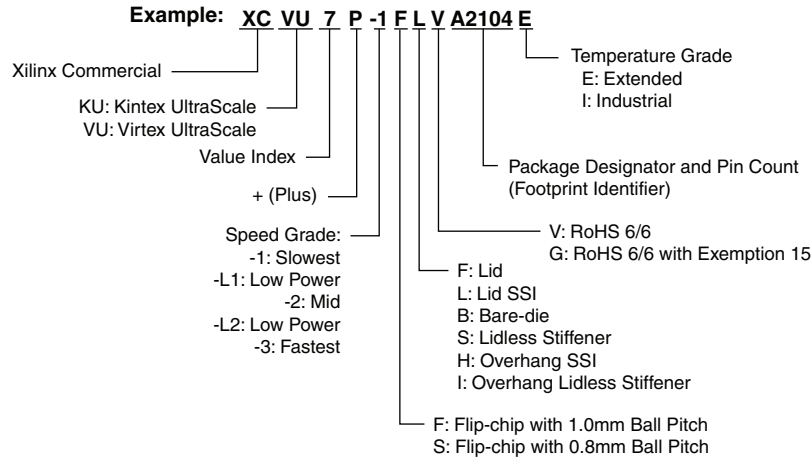 Example: XC VU 7 P -1 F L V A2104 E
Xilinx Commercial
KU: Kintex UltraScale
VU: Virtex UltraScale
Value Index
+ (Plus)
Speed Grade:
-1: Slowest
-L1: Low Power
-2: Mid
-L2: Low Power
-3: Fastest
Temperature Grade
E: Extended
I: Industrial
Package Designator and Pin Count
(Footprint Identifier)
V: RoHS 6/6
G: RoHS 6/6 with Exemption 15
F: Lid
L: Lid SSI
B: Bare-die
S: Lidless Stiffener
H: Overhang SSI
I: Overhang Lidless Stiffener
F: Flip-chip with 1.0mm Ball Pitch
S: Flip-chip with 0.8mm Ball Pitch